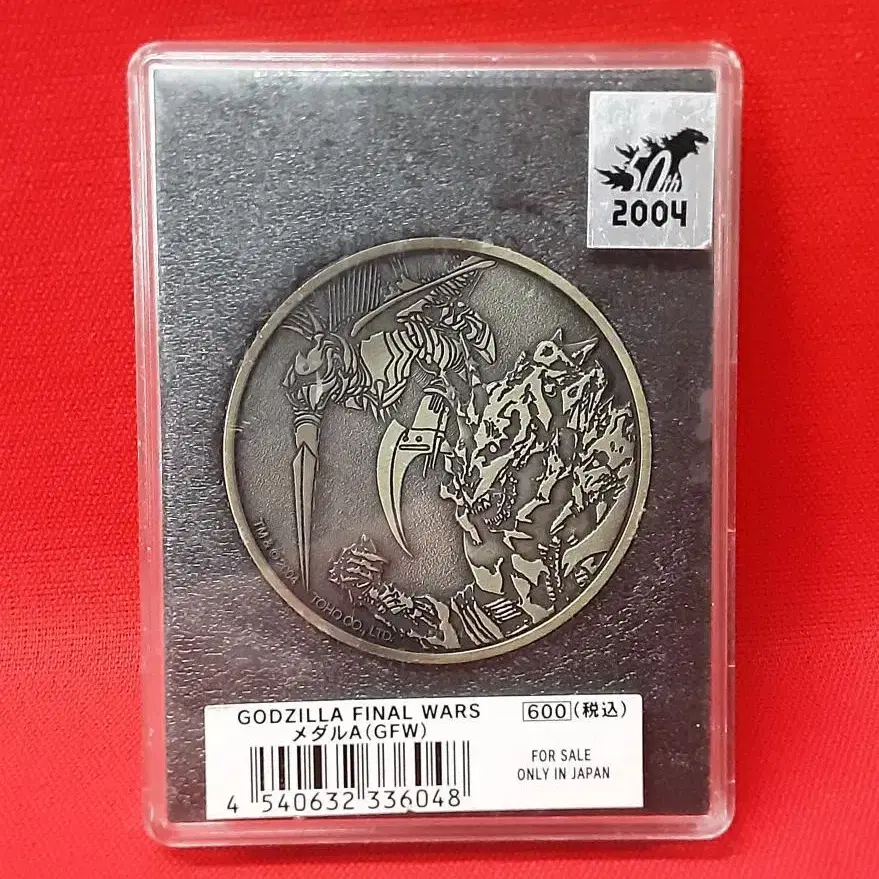 50th
2004
TM & © 2004
TOHO CO., LTD.
GODZILLA FINAL WARS
メダルA(GFW)
600(税込)
FOR SALE
ONLY IN JAPAN
4 540632 336048